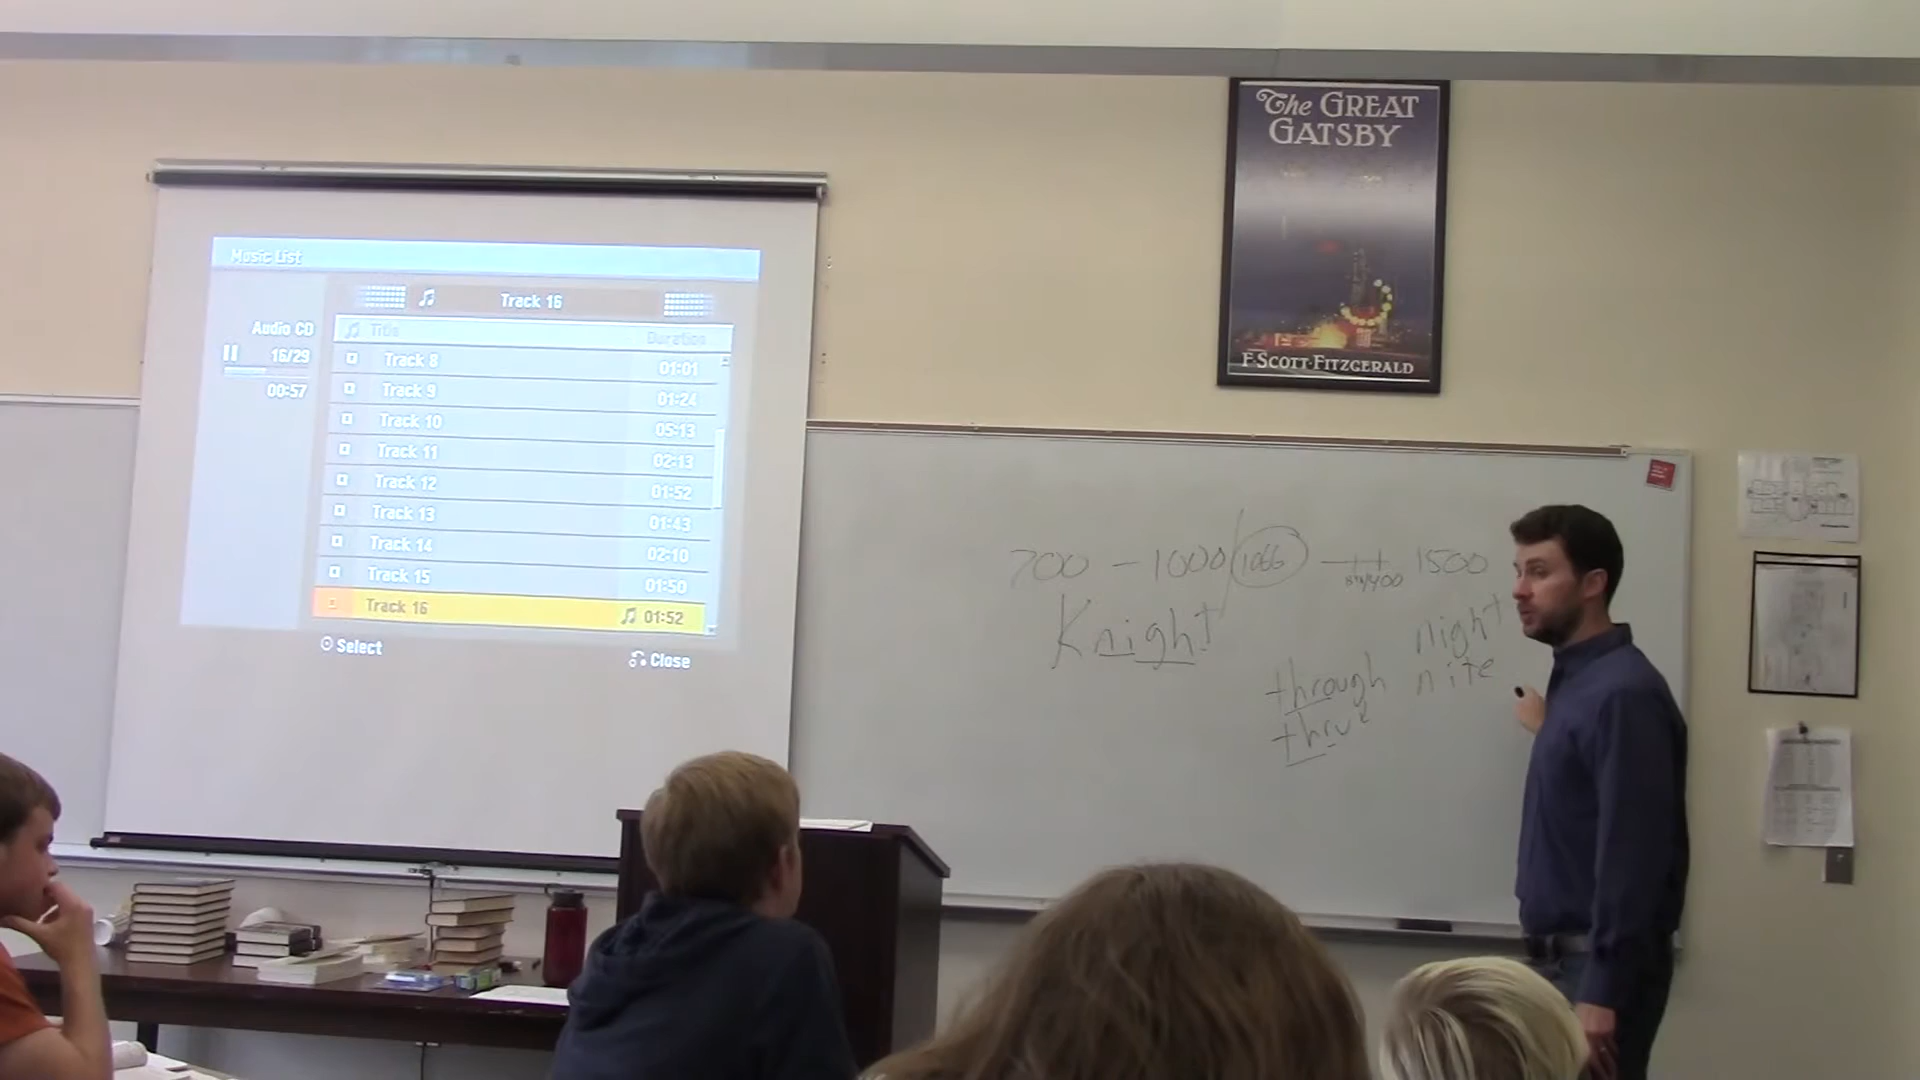 The GREAT
GATSBY
F. SCOTT FITZGERALD
Music List
Track 16
Audio CD
16/29
00:57
Title Duration
Track 8 01:01
Track 9 01:24
Track 10 05:13
Track 11 02:13
Track 12 01:52
Track 13 01:43
Track 14 02:10
Track 15 01:50
Track 16 01:52
Select
Close
700 - 1000 / 1066 1500
Knight
night
through nite
thru